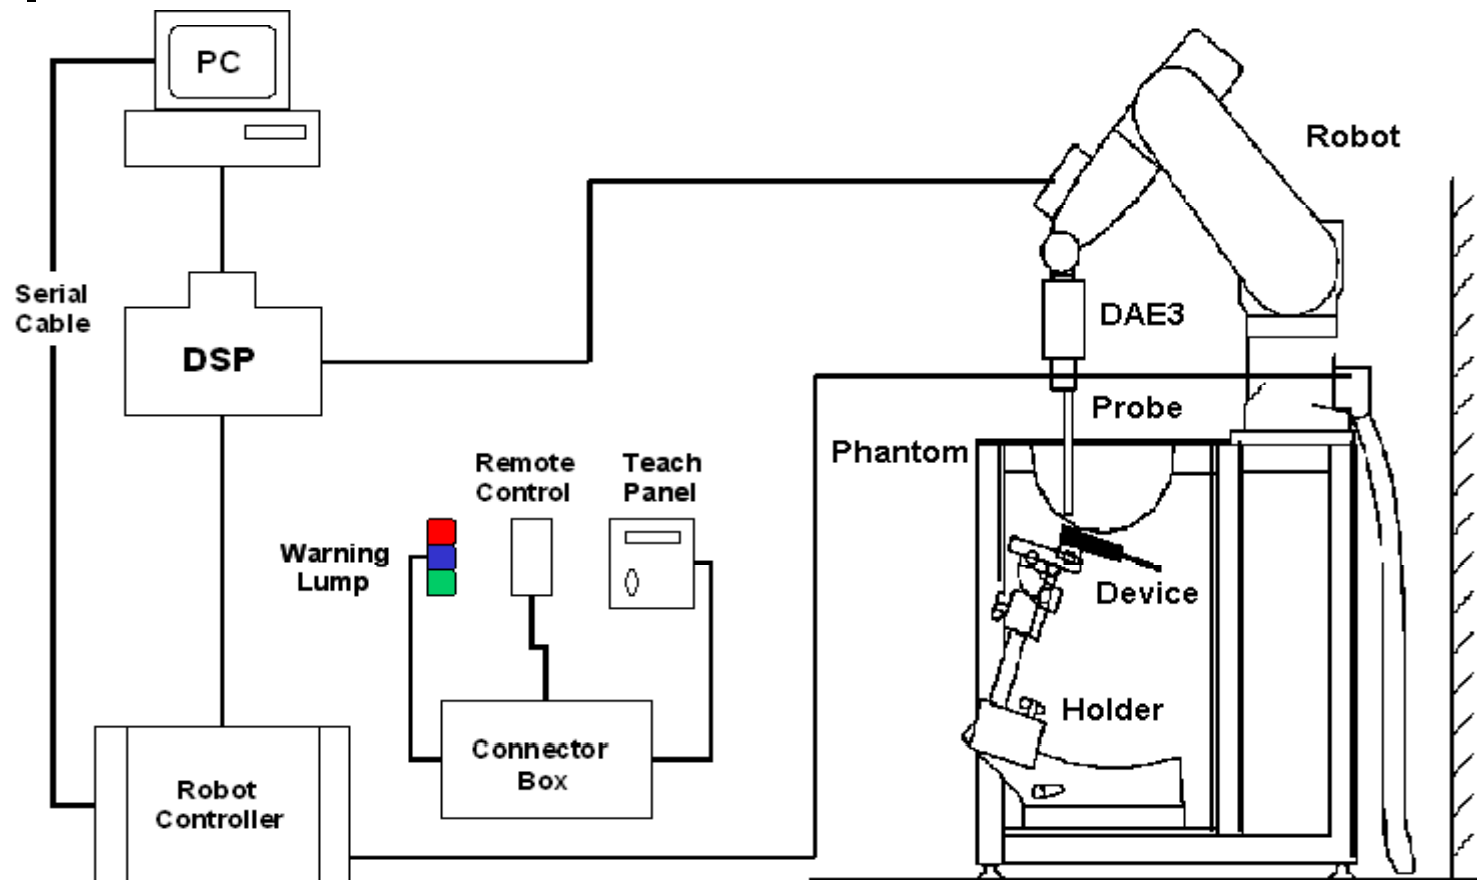 PC
Robot
Serial
Cable
DAE3
DSP
Probe
Phantom
Remote
Control
Teach
Panel
Warning
Lump
Device
Holder
Connector
Box
Robot
Controller